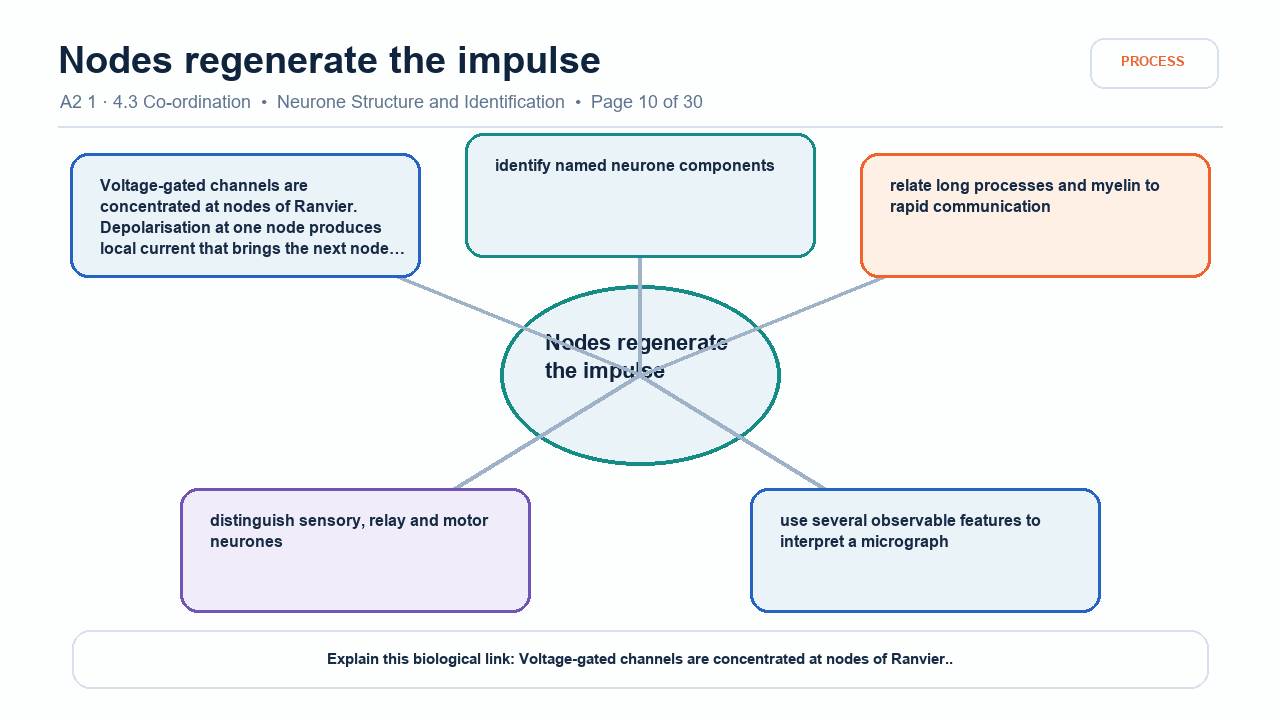 Nodes regenerate the impulse
PROCESS
A2 1 · 4.3 Co-ordination • Neurone Structure and Identification • Page 10 of 30
Voltage-gated channels are
concentrated at nodes of Ranvier.
Depolarisation at one node produces
local current that brings the next node…
identify named neurone components
relate long processes and myelin to
rapid communication
Nodes regenerate
the impulse
distinguish sensory, relay and motor
neurones
use several observable features to
interpret a micrograph
Explain this biological link: Voltage-gated channels are concentrated at nodes of Ranvier..